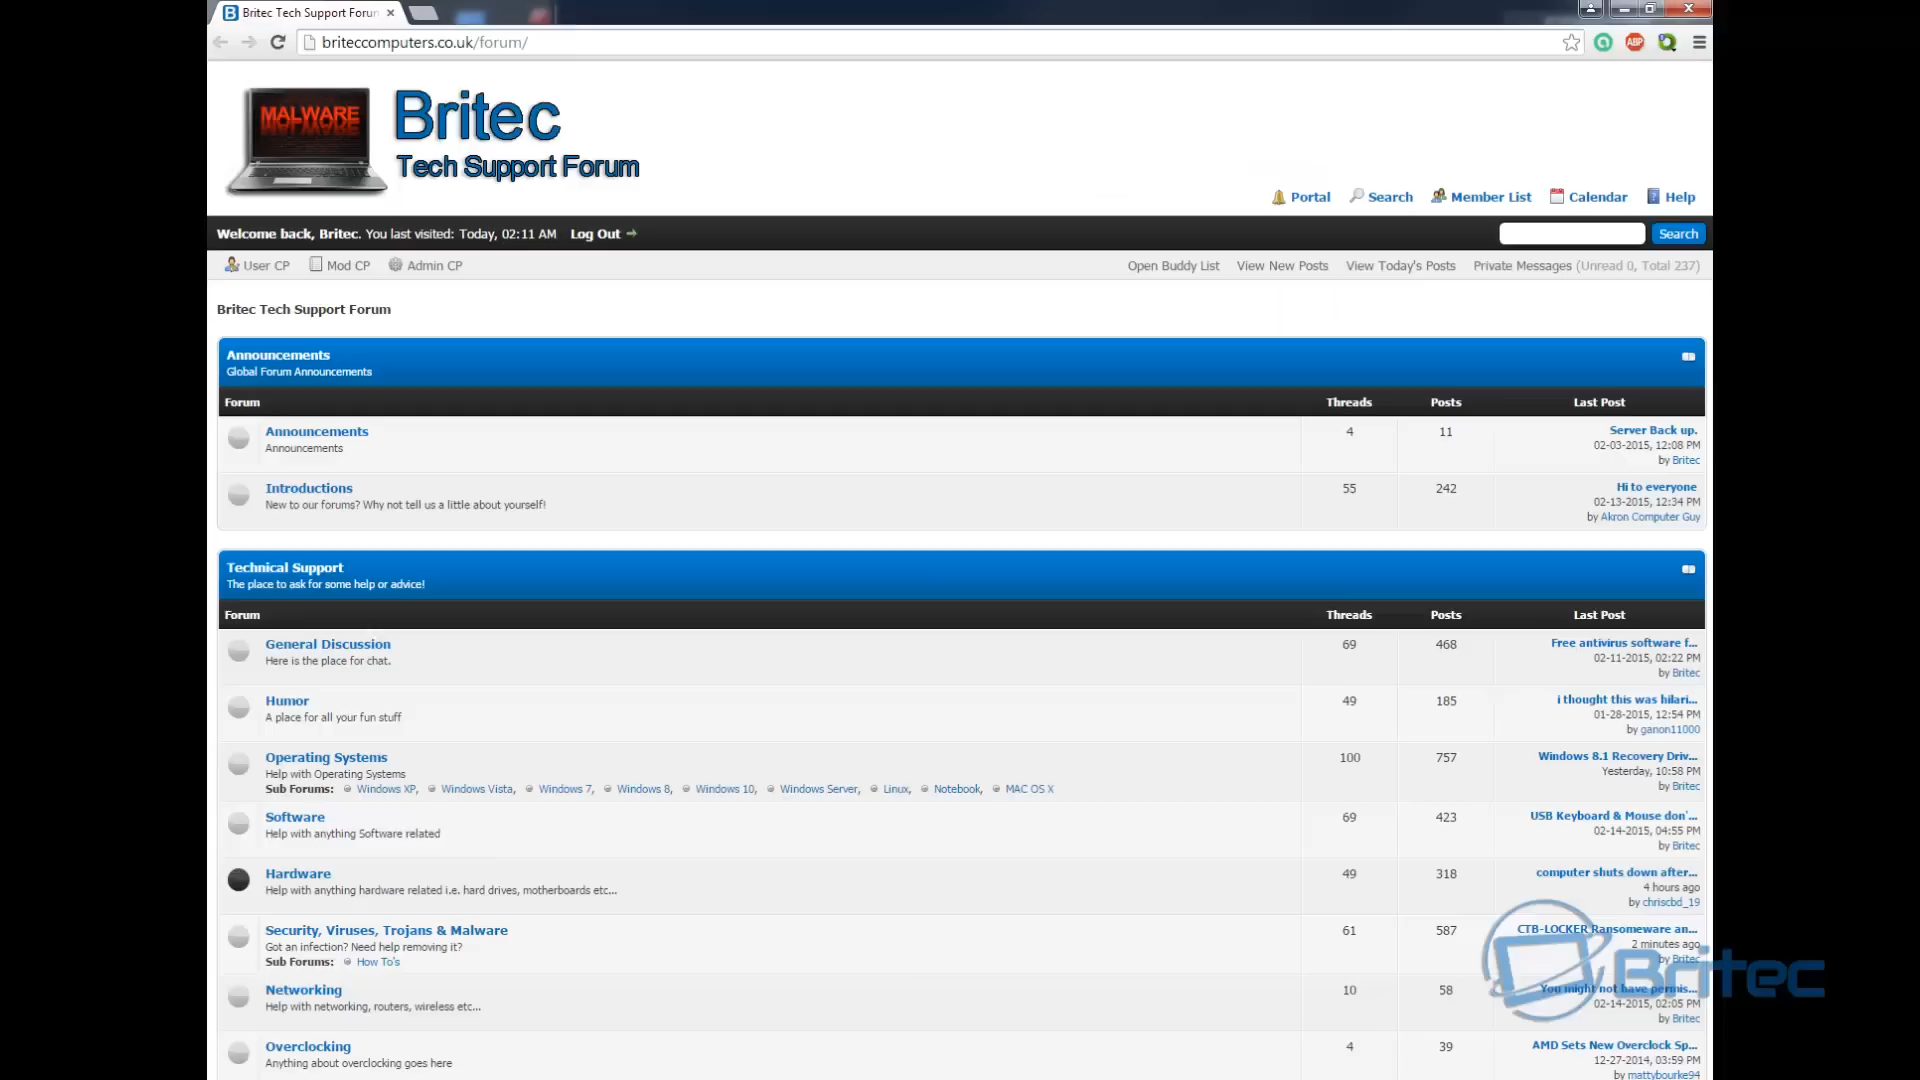 Britec Tech Support Forun
briteccomputers.co.uk/forum/
ABP
MALWARE
Britec
Tech Support Forum
Portal Search Member List Calendar Help
Welcome back, Britec. You last visited: Today, 02:11 AM Log Out
Search
User CP Mod CP Admin CP
Open Buddy List View New Posts View Today's Posts Private Messages (Unread 0, Total 237)
Britec Tech Support Forum
Announcements
Global Forum Announcements
Forum Threads Posts Last Post
Announcements 4 11 Server Back up.
Announcements 02-03-2015, 12:08 PM
by Britec
Introductions 55 242 Hi to everyone
New to our forums? Why not tell us a little about yourself! 02-13-2015, 12:34 PM
by Akron Computer Guy
Technical Support
The place to ask for some help or advice!
Forum Threads Posts Last Post
General Discussion 69 468 Free antivirus software f...
Here is the place for chat. 02-11-2015, 02:22 PM
by Britec
Humor 49 185 i thought this was hilari...
A place for all your fun stuff 01-28-2015, 12:54 PM
by ganon11000
Operating Systems 100 757 Windows 8.1 Recovery Driv...
Help with Operating Systems Yesterday, 10:58 PM
Sub Forums: Windows XP, Windows Vista, Windows 7, Windows 8, Windows 10, Windows Server, Linux, Notebook, MAC OS X by Britec
Software 69 423 USB Keyboard & Mouse don'...
Help with anything Software related 02-14-2015, 04:55 PM
by Britec
Hardware 49 318 computer shuts down after...
Help with anything hardware related i.e. hard drives, motherboards etc... 4 hours ago
by chriscbd_19
Security, Viruses, Trojans & Malware 61 587 CTB-LOCKER Ransomeware an...
Got an infection? Need help removing it? 2 minutes ago
Sub Forums: How To's by Britec
Britec
Networking 10 58 You might not have permis...
Help with networking, routers, wireless etc... 02-14-2015, 02:05 PM
by Britec
Overclocking 4 39 AMD Sets New Overclock Sp...
Anything about overclocking goes here 12-27-2014, 03:59 PM
by mattybourke94